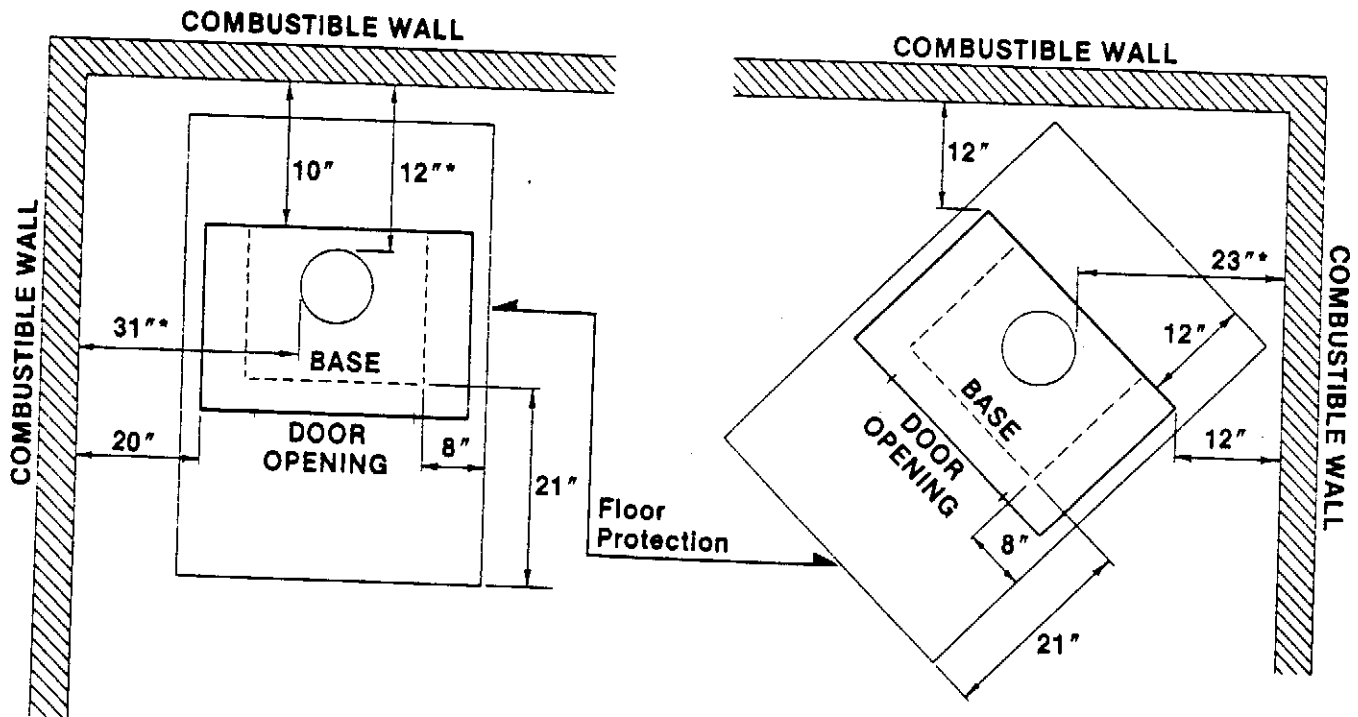 COMBUSTIBLE WALL
COMBUSTIBLE WALL
10"
12"*
31"*
BASE
20"
DOOR
OPENING
8"
21"
Floor
Protection
COMBUSTIBLE WALL
12"
23"*
12"
BASE
DOOR
OPENING
12"
8"
21"
COMBUSTIBLE WALL